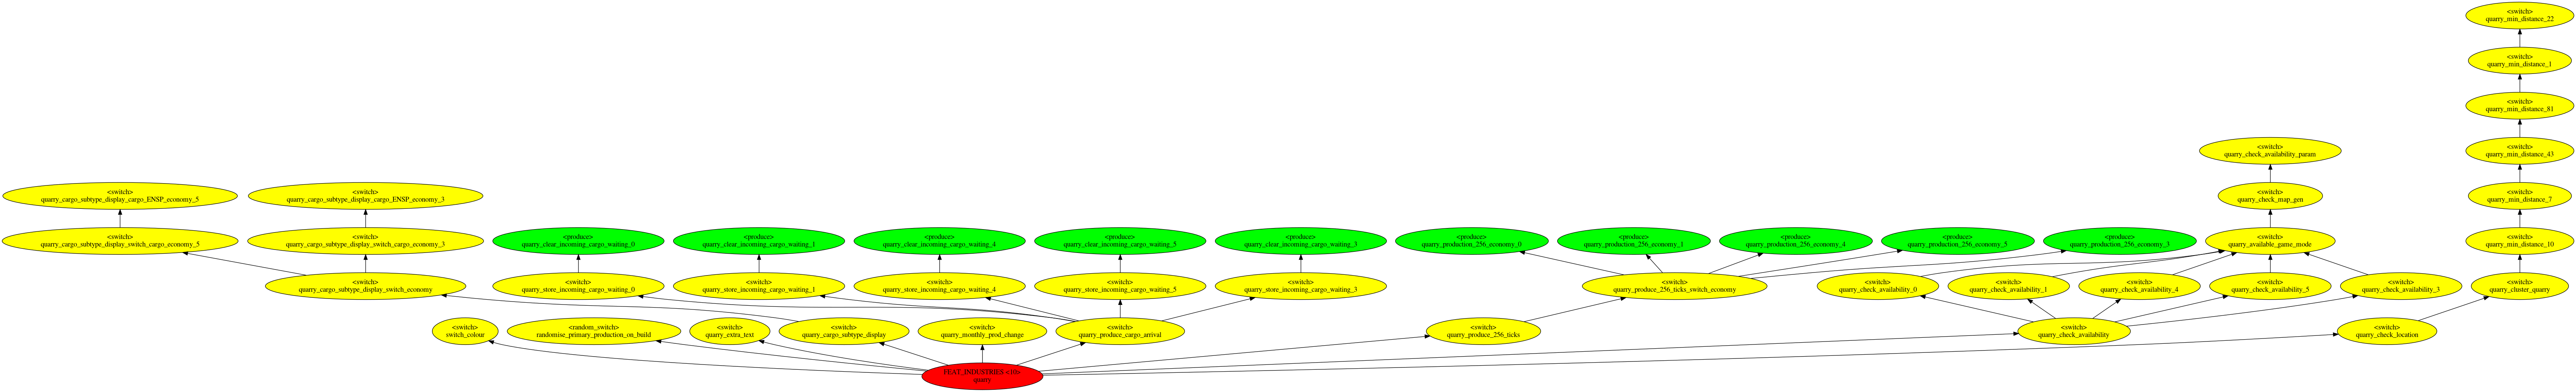 <switch>
quarry_min_distance_22
<switch>
quarry_min_distance_1
<switch>
quarry_min_distance_81
<switch>
quarry_check_availability_param
<switch>
quarry_min_distance_43
<switch>
quarry_cargo_subtype_display_cargo_ENSP_economy_5
<switch>
quarry_cargo_subtype_display_cargo_ENSP_economy_3
<switch>
quarry_check_map_gen
<switch>
quarry_min_distance_7
<switch>
quarry_cargo_subtype_display_switch_cargo_economy_5
<switch>
quarry_cargo_subtype_display_switch_cargo_economy_3
<produce>
quarry_clear_incoming_cargo_waiting_0
<produce>
quarry_clear_incoming_cargo_waiting_1
<produce>
quarry_clear_incoming_cargo_waiting_4
<produce>
quarry_clear_incoming_cargo_waiting_5
<produce>
quarry_clear_incoming_cargo_waiting_3
<produce>
quarry_production_256_economy_0
<produce>
quarry_production_256_economy_1
<produce>
quarry_production_256_economy_4
<produce>
quarry_production_256_economy_5
<produce>
quarry_production_256_economy_3
<switch>
quarry_available_game_mode
<switch>
quarry_min_distance_10
<switch>
quarry_cargo_subtype_display_switch_economy
<switch>
quarry_store_incoming_cargo_waiting_0
<switch>
quarry_store_incoming_cargo_waiting_1
<switch>
quarry_store_incoming_cargo_waiting_4
<switch>
quarry_store_incoming_cargo_waiting_5
<switch>
quarry_store_incoming_cargo_waiting_3
<switch>
quarry_produce_256_ticks_switch_economy
<switch>
quarry_check_availability_0
<switch>
quarry_check_availability_1
<switch>
quarry_check_availability_4
<switch>
quarry_check_availability_5
<switch>
quarry_check_availability_3
<switch>
quarry_cluster_quarry
<switch>
switch_colour
<random_switch>
randomise_primary_production_on_build
<switch>
quarry_extra_text
<switch>
quarry_cargo_subtype_display
<switch>
quarry_monthly_prod_change
<switch>
quarry_produce_cargo_arrival
<switch>
quarry_produce_256_ticks
<switch>
quarry_check_availability
<switch>
quarry_check_location
FEAT_INDUSTRIES <10>
quarry